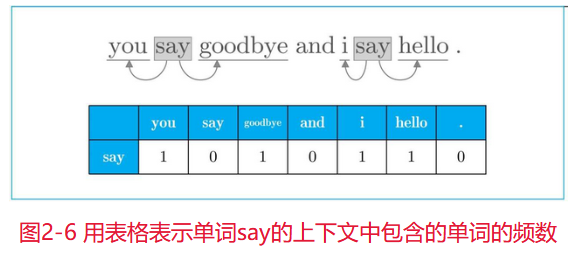 you say goodbye and i say hello .
you say goodbye and i hello .
say 1 0 1 0 1 1 0
图2-6 用表格表示单词say的上下文中包含的单词的频数